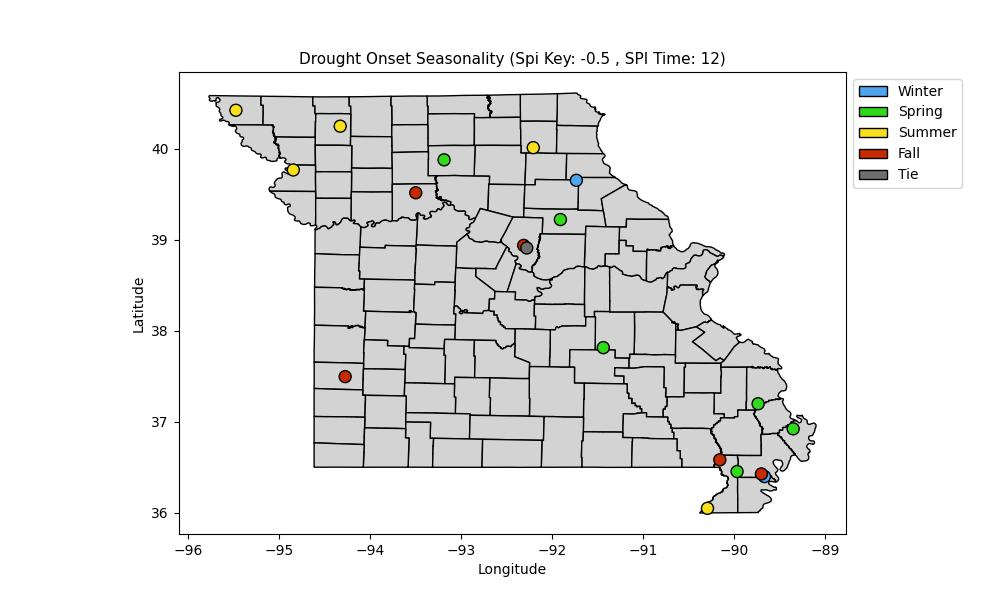 Drought Onset Seasonality (Spi Key: -0.5 , SPI Time: 12)
Winter
Spring
Summer
Fall
Tie
40
39
38
37
36
Latitude
−96 −95 −94 −93 −92 −91 −90 −89
Longitude